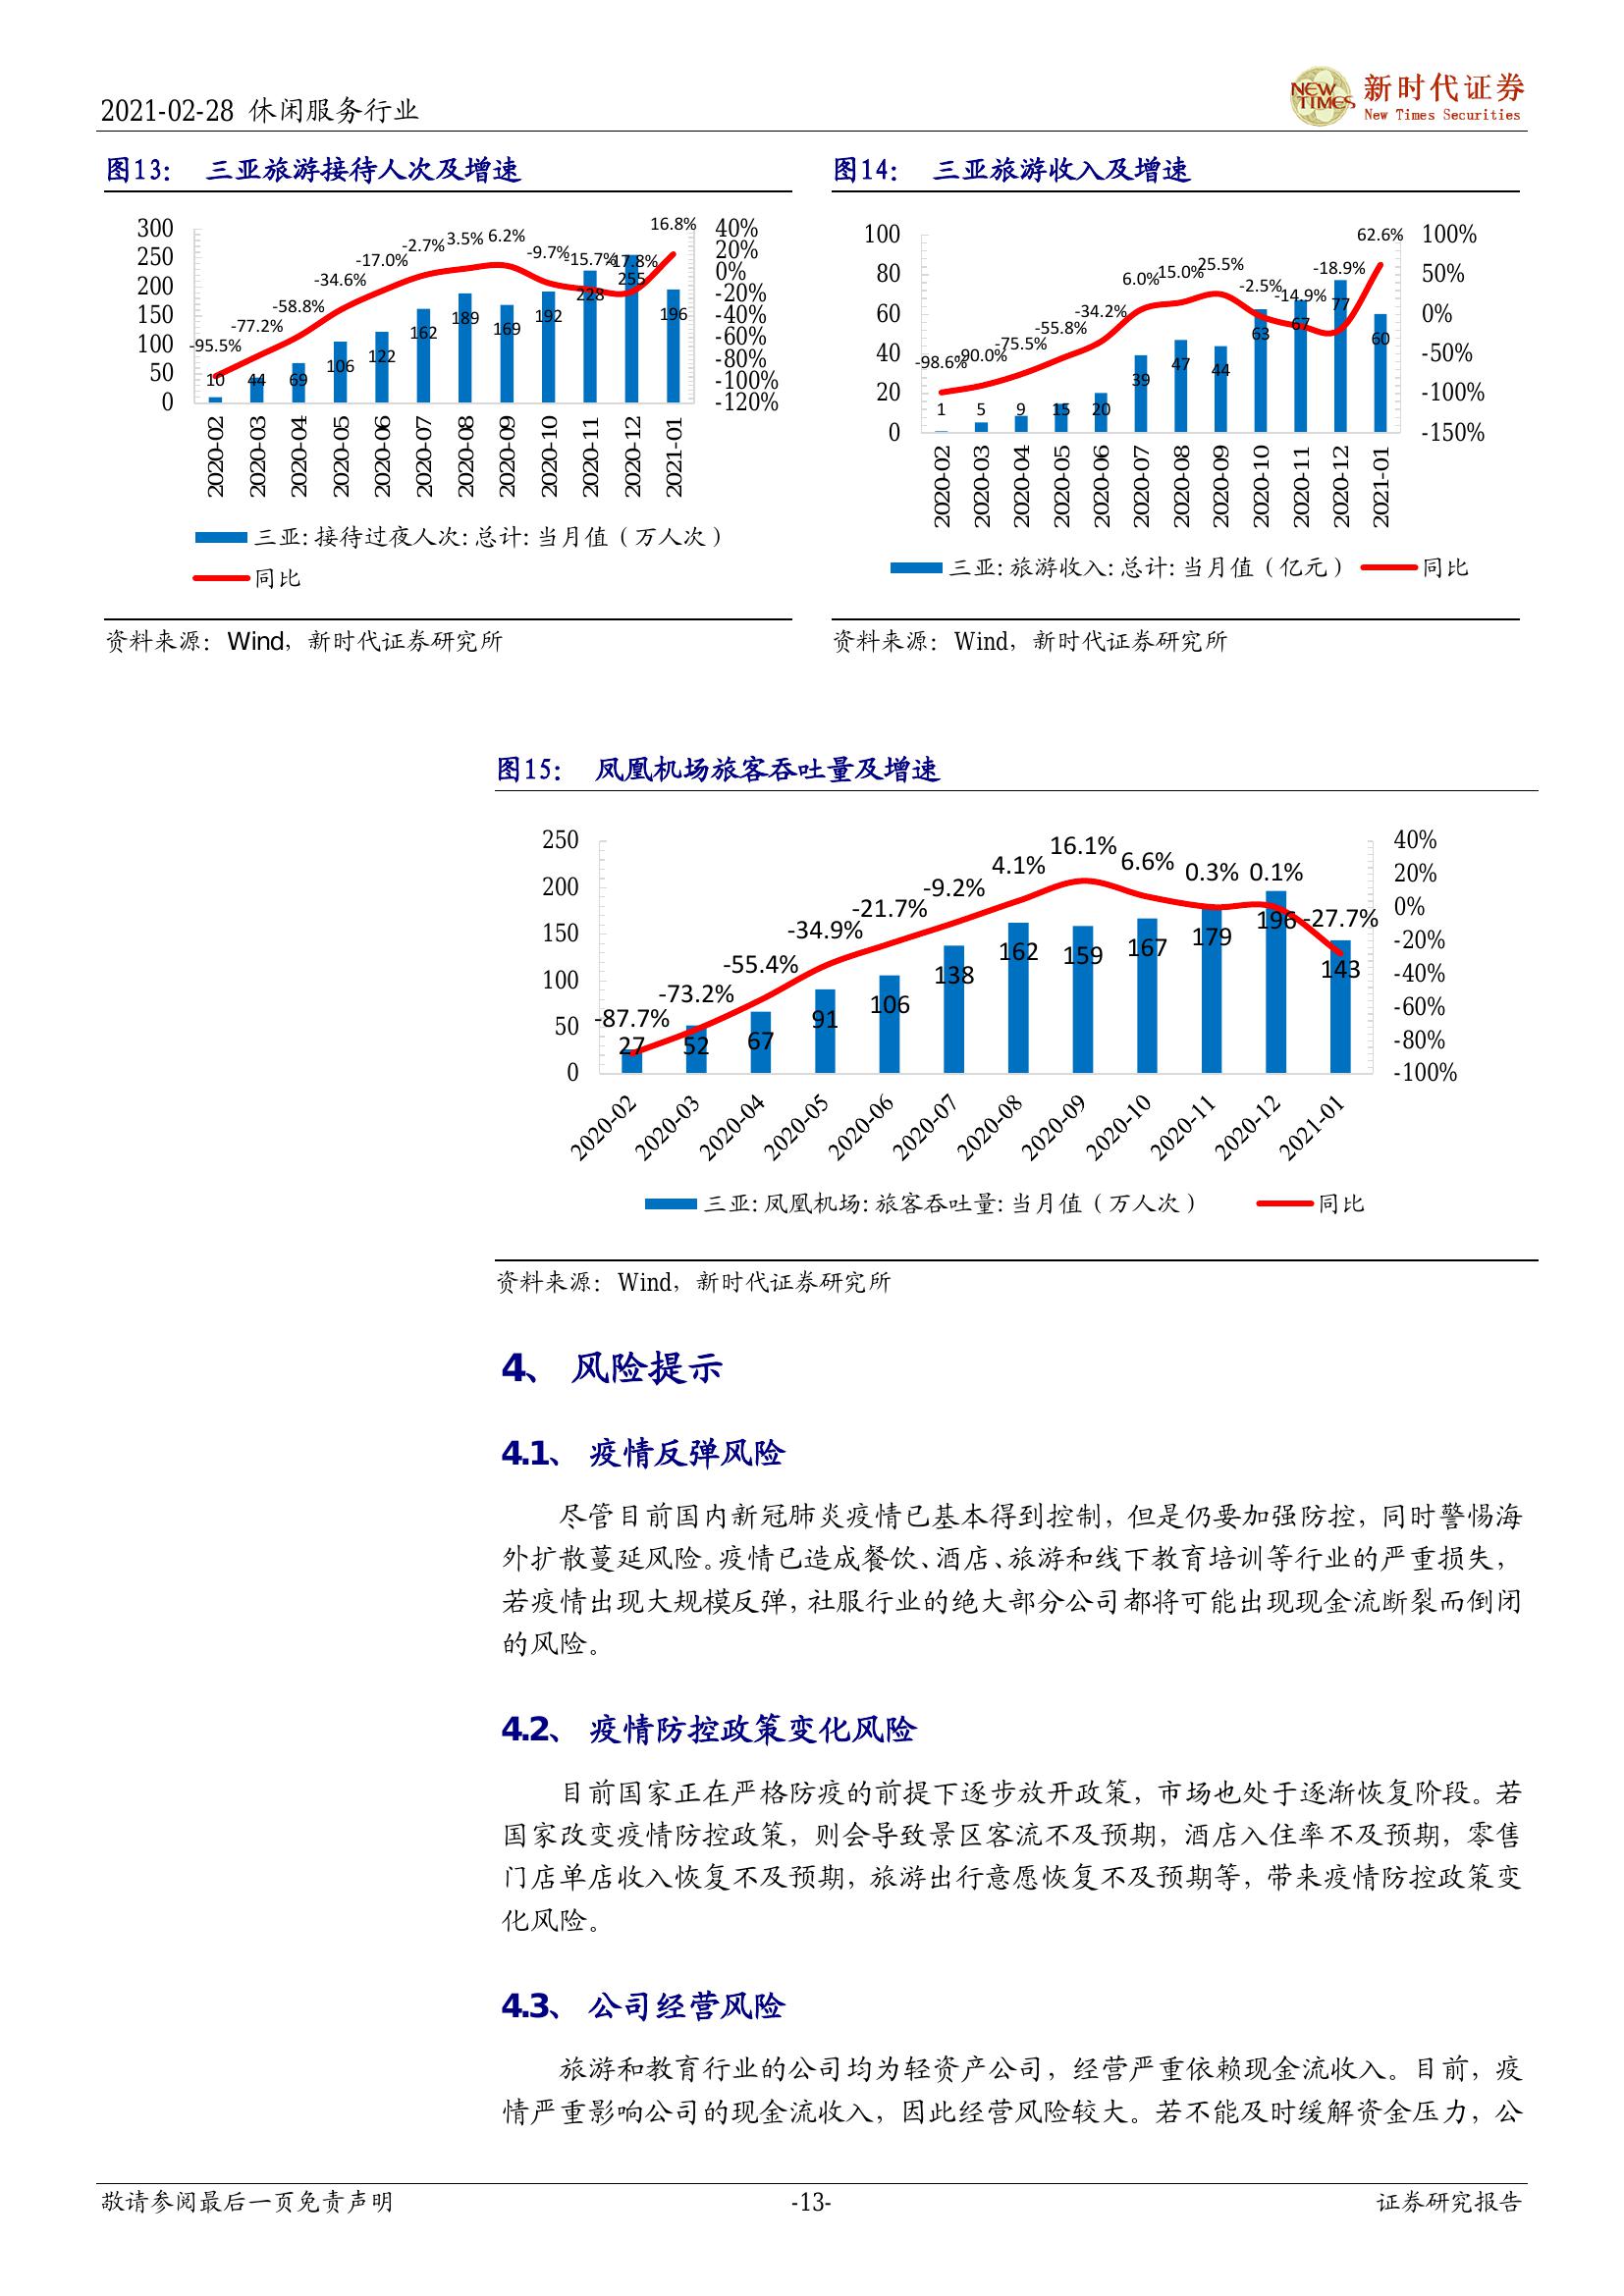 2021-02-28 休闲服务行业
NEW TIMES
新时代证券
New Times Securities
图13： 三亚旅游接待人次及增速
300 250 200 150 100 50 0
-95.5% -77.2% -58.8% -34.6% -17.0% -2.7% 3.5% 6.2% -9.7% -15.7% -17.8% 16.8%
10 44 69 106 122 162 189 169 192 228 255 196
40% 20% 0% -20% -40% -60% -80% -100% -120%
2020-02 2020-03 2020-04 2020-05 2020-06 2020-07 2020-08 2020-09 2020-10 2020-11 2020-12 2021-01
三亚:接待过夜人次:总计:当月值（万人次）
同比
资料来源：Wind，新时代证券研究所
图14： 三亚旅游收入及增速
100 80 60 40 20 0
-98.6% -90.0% -75.5% -55.8% -34.2% 6.0% 15.0% 25.5% -2.5% -14.9% -18.9% 62.6%
1 5 9 15 20 39 47 44 63 67 77 60
100% 50% 0% -50% -100% -150%
2020-02 2020-03 2020-04 2020-05 2020-06 2020-07 2020-08 2020-09 2020-10 2020-11 2020-12 2021-01
三亚:旅游收入:总计:当月值（亿元） 同比
资料来源：Wind，新时代证券研究所
图15： 凤凰机场旅客吞吐量及增速
250 200 150 100 50 0
-87.7% -73.2% -55.4% -34.9% -21.7% -9.2% 4.1% 16.1% 6.6% 0.3% 0.1% -27.7%
27 52 67 91 106 138 162 159 167 179 196 143
40% 20% 0% -20% -40% -60% -80% -100%
2020-02 2020-03 2020-04 2020-05 2020-06 2020-07 2020-08 2020-09 2020-10 2020-11 2020-12 2021-01
三亚:凤凰机场:旅客吞吐量:当月值（万人次） 同比
资料来源：Wind，新时代证券研究所
4、 风险提示
4.1、 疫情反弹风险
尽管目前国内新冠肺炎疫情已基本得到控制，但是仍要加强防控，同时警惕海
外扩散蔓延风险。疫情已造成餐饮、酒店、旅游和线下教育培训等行业的严重损失，
若疫情出现大规模反弹，社服行业的绝大部分公司都将可能出现现金流断裂而倒闭
的风险。
4.2、 疫情防控政策变化风险
目前国家正在严格防疫的前提下逐步放开政策，市场也处于逐渐恢复阶段。若
国家改变疫情防控政策，则会导致景区客流不及预期，酒店入住率不及预期，零售
门店单店收入恢复不及预期，旅游出行意愿恢复不及预期等，带来疫情防控政策变
化风险。
4.3、 公司经营风险
旅游和教育行业的公司均为轻资产公司，经营严重依赖现金流收入。目前，疫
情严重影响公司的现金流收入，因此经营风险较大。若不能及时缓解资金压力，公
敬请参阅最后一页免责声明 -13- 证券研究报告